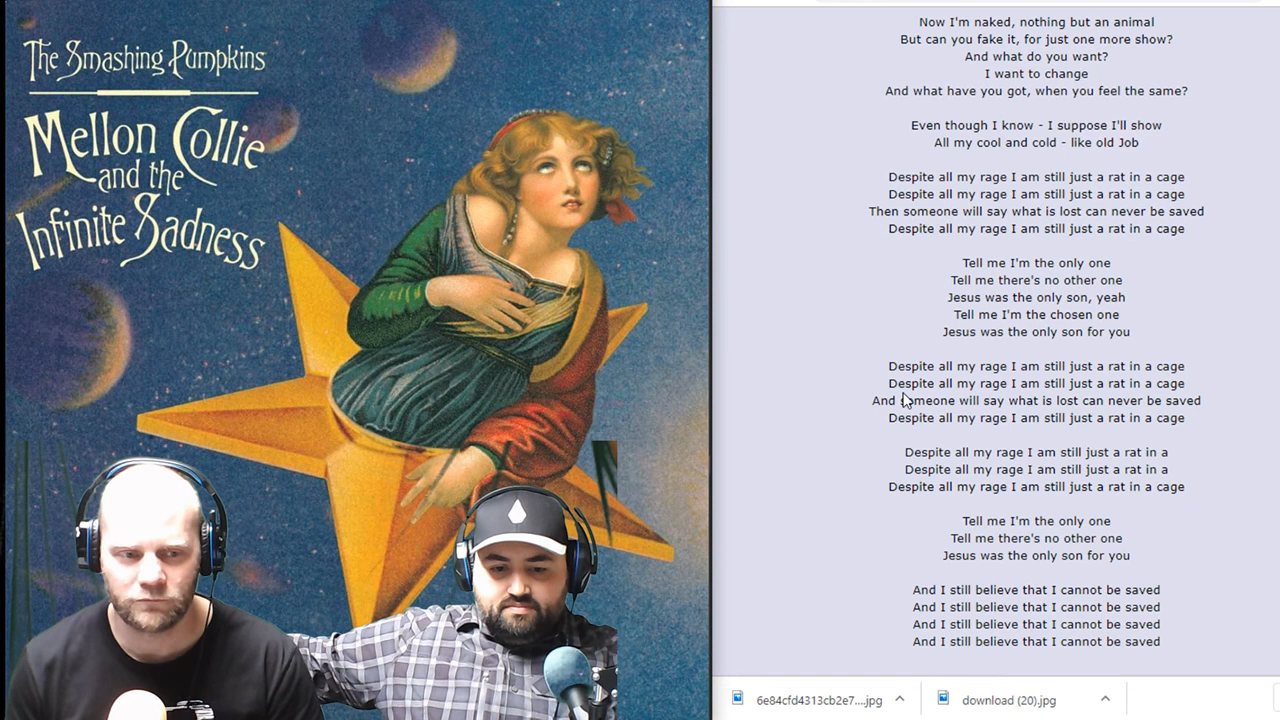 The Smashing Pumpkins
Mellon Collie
and the
Infinite Sadness
Now I'm naked, nothing but an animal
But can you fake it, for just one more show?
And what do you want?
I want to change
And what have you got, when you feel the same?
Even though I know - I suppose I'll show
All my cool and cold - like old Job
Despite all my rage I am still just a rat in a cage
Despite all my rage I am still just a rat in a cage
Then someone will say what is lost can never be saved
Despite all my rage I am still just a rat in a cage
Tell me I'm the only one
Tell me there's no other one
Jesus was the only son, yeah
Tell me I'm the chosen one
Jesus was the only son for you
Despite all my rage I am still just a rat in a cage
Despite all my rage I am still just a rat in a cage
And someone will say what is lost can never be saved
Despite all my rage I am still just a rat in a cage
Despite all my rage I am still just a rat in a
Despite all my rage I am still just a rat in a
Despite all my rage I am still just a rat in a cage
Tell me I'm the only one
Tell me there's no other one
Jesus was the only son for you
And I still believe that I cannot be saved
And I still believe that I cannot be saved
And I still believe that I cannot be saved
And I still believe that I cannot be saved
6e84cfd4313cb2e7....jpg
download (20).jpg